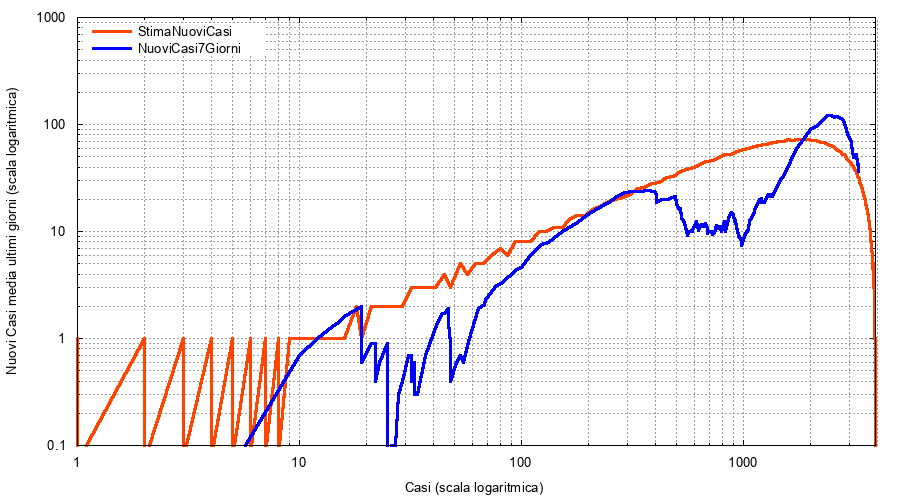 1000
StimaNuoviCasi
NuoviCasi7Giorni
100
10
1
0.1
Nuovi Casi media ultimi giorni (scala logaritmica)
1 10 100 1000
Casi (scala logaritmica)